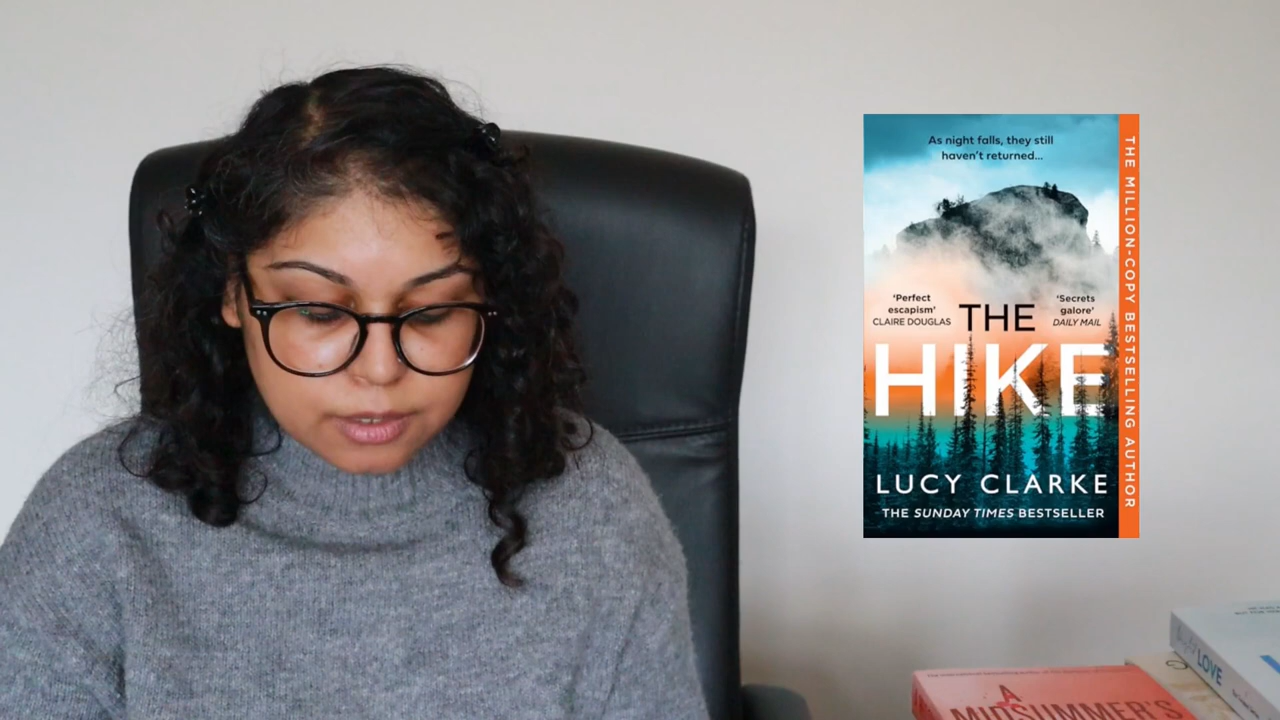 As night falls, they still
haven't returned...
'Perfect
escapism'
CLAIRE DOUGLAS
'Secrets
galore'
DAILY MAIL
THE
HIKE
LUCY CLARKE
THE SUNDAY TIMES BESTSELLER
THE MILLION-COPY BESTSELLING AUTHOR
LOVE
A
MIDSUMMER'S